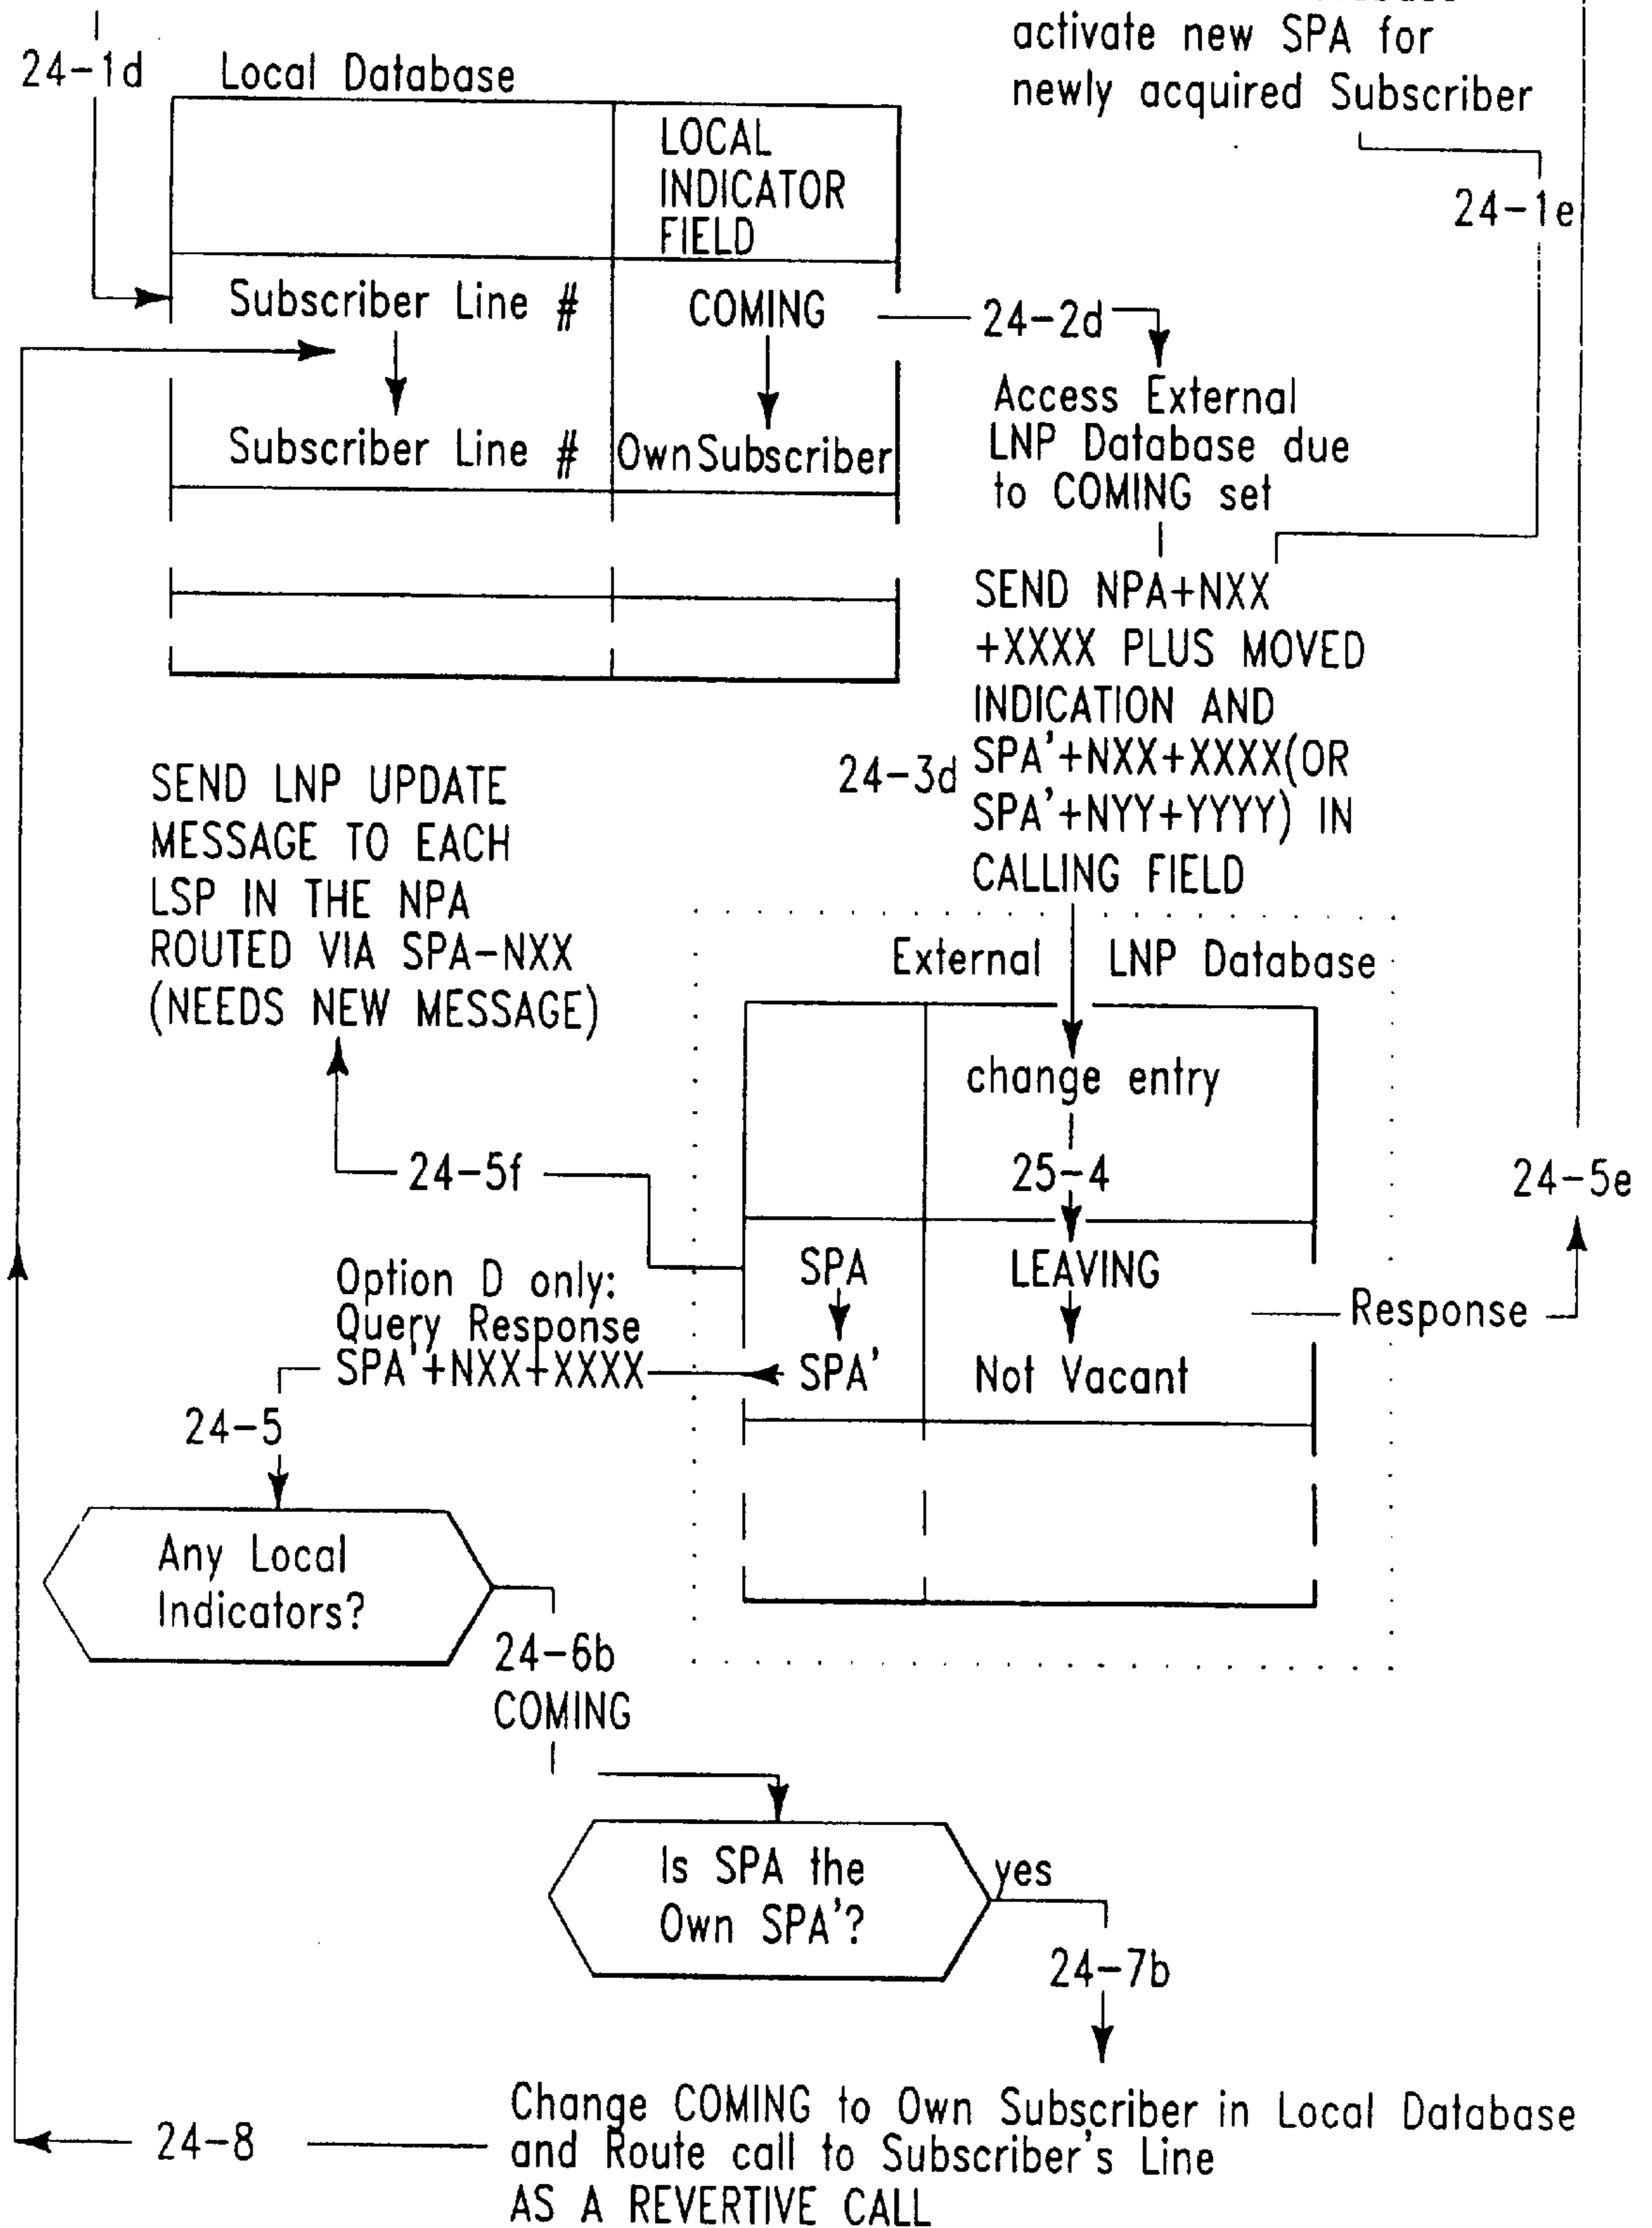 activate new SPA for
newly acquired Subscriber
24-1d
Local Database
LOCAL
INDICATOR
FIELD
24-1e
Subscriber Line #
COMING
24-2d
Subscriber Line #
Own Subscriber
Access External
LNP Database due
to COMING set
SEND NPA+NXX
+XXXX PLUS MOVED
INDICATION AND
SPA'+NXX+XXXX(OR
SPA'+NYY+YYYY) IN
CALLING FIELD
24-3d
SEND LNP UPDATE
MESSAGE TO EACH
LSP IN THE NPA
ROUTED VIA SPA-NXX
(NEEDS NEW MESSAGE)
External LNP Database
change entry
25-4
24-5f
24-5e
SPA
LEAVING
SPA'
Not Vacant
Response
Option D only:
Query Response
SPA'+NXX+XXXX
24-5
Any Local
Indicators?
24-6b
COMING
Is SPA the
Own SPA'?
yes
24-7b
Change COMING to Own Subscriber in Local Database
and Route call to Subscriber's Line
AS A REVERTIVE CALL
24-8